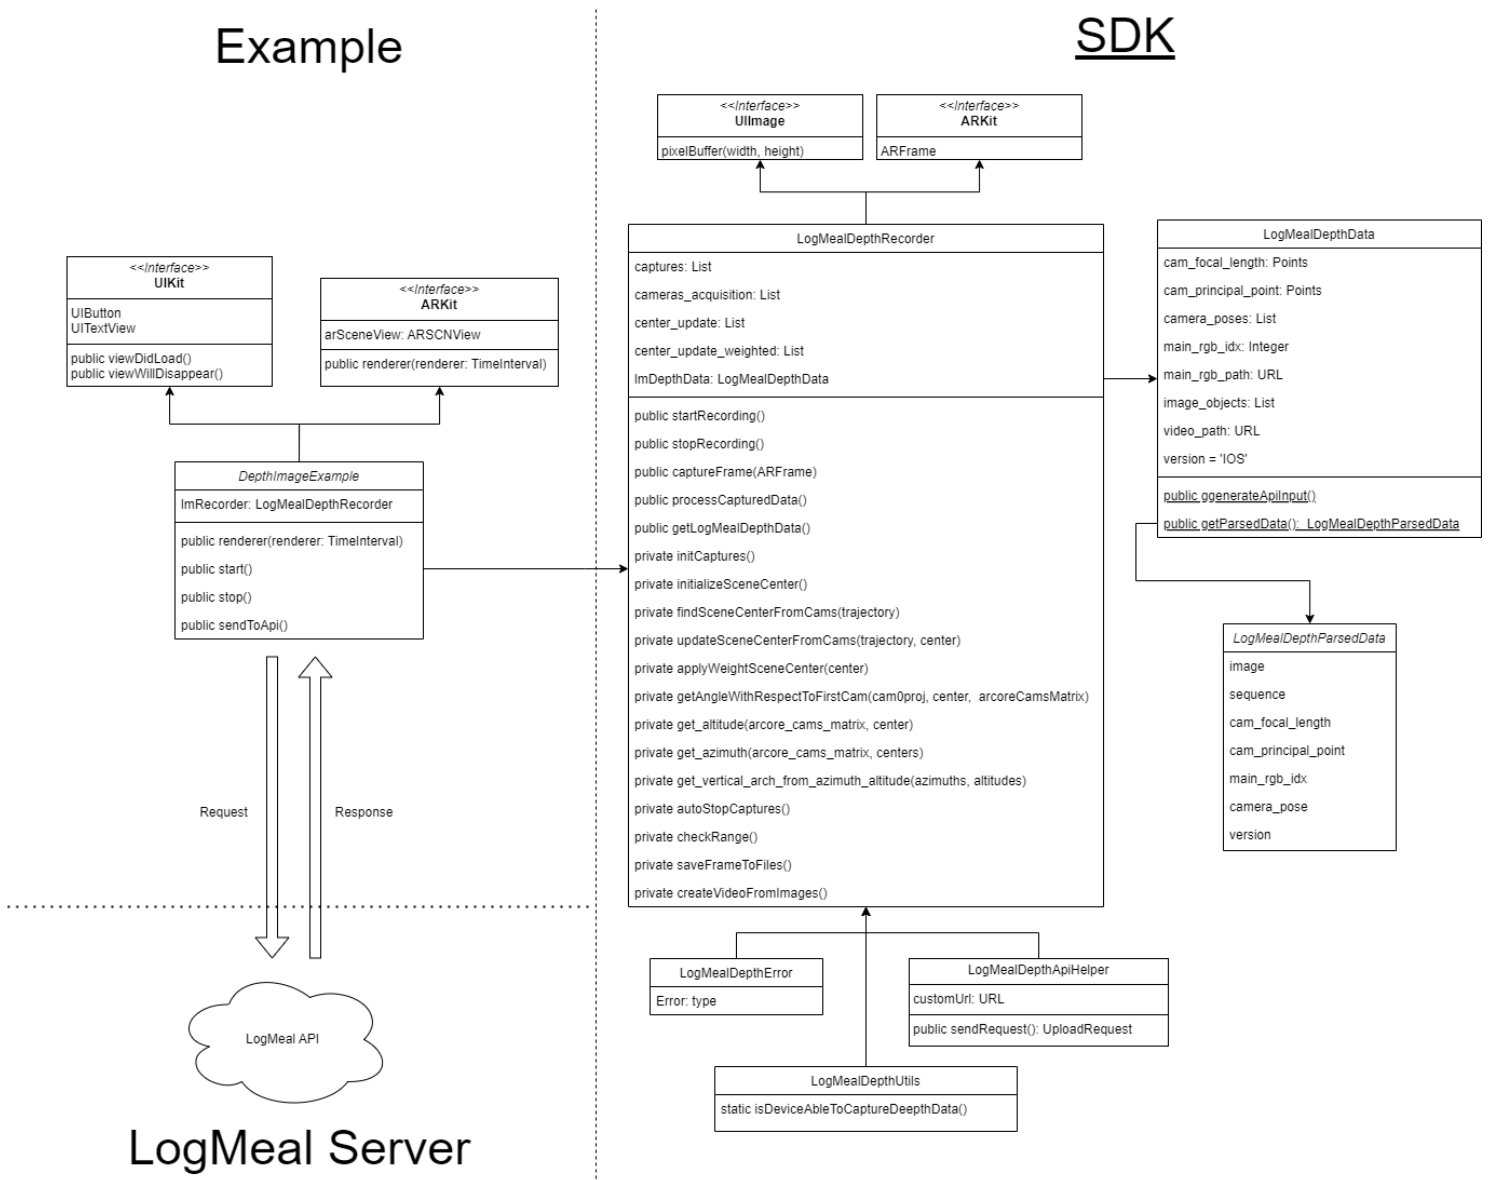 Example
SDK
<<Interface>>
UIImage
pixelBuffer(width, height)
<<Interface>>
ARKit
ARFrame
<<Interface>>
UIKit
UIButton
UITextView
public viewDidLoad()
public viewWillDisappear()
<<Interface>>
ARKit
arSceneView: ARSCNView
public renderer(renderer: TimeInterval)
DepthImageExample
lmRecorder: LogMealDepthRecorder
public renderer(renderer: TimeInterval)
public start()
public stop()
public sendToApi()
Request
Response
LogMeal API
LogMeal Server
LogMealDepthRecorder
captures: List
cameras_acquisition: List
center_update: List
center_update_weighted: List
lmDepthData: LogMealDepthData
public startRecording()
public stopRecording()
public captureFrame(ARFrame)
public processCapturedData()
public getLogMealDepthData()
private initCaptures()
private initializeSceneCenter()
private findSceneCenterFromCams(trajectory)
private updateSceneCenterFromCams(trajectory, center)
private applyWeightSceneCenter(center)
private getAngleWithRespectToFirstCam(cam0proj, center, arcoreCamsMatrix)
private get_altitude(arcore_cams_matrix, center)
private get_azimuth(arcore_cams_matrix, centers)
private get_vertical_arch_from_azimuth_altitude(azimuths, altitudes)
private autoStopCaptures()
private checkRange()
private saveFrameToFiles()
private createVideoFromImages()
LogMealDepthData
cam_focal_length: Points
cam_principal_point: Points
camera_poses: List
main_rgb_idx: Integer
main_rgb_path: URL
image_objects: List
video_path: URL
version = 'IOS'
public ggenerateApiInput()
public getParsedData(): LogMealDepthParsedData
LogMealDepthParsedData
image
sequence
cam_focal_length
cam_principal_point
main_rgb_idx
camera_pose
version
LogMealDepthError
Error: type
LogMealDepthApiHelper
customUrl: URL
public sendRequest(): UploadRequest
LogMealDepthUtils
static isDeviceAbleToCaptureDeepthData()